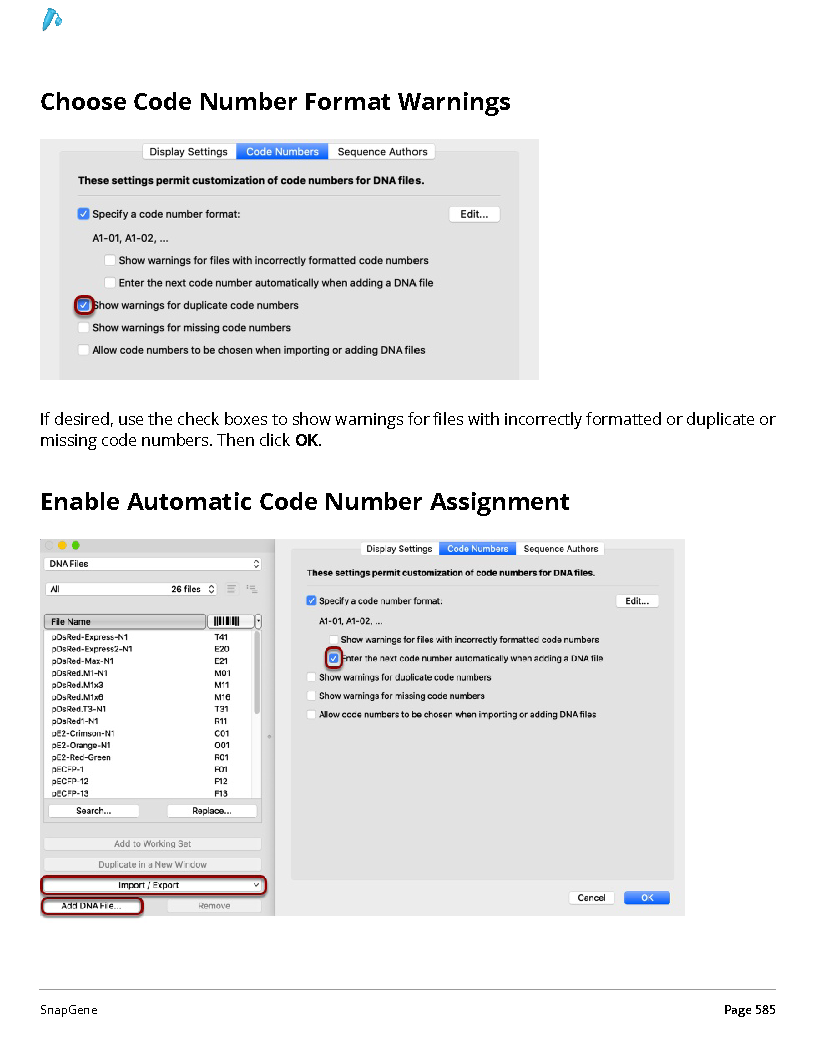 Choose Code Number Format Warnings
Display Settings Code Numbers Sequence Authors
These settings permit customization of code numbers for DNA files.
Specify a code number format: Edit...
A1-01, A1-02, ...
Show warnings for files with incorrectly formatted code numbers
Enter the next code number automatically when adding a DNA file
Show warnings for duplicate code numbers
Show warnings for missing code numbers
Allow code numbers to be chosen when importing or adding DNA files
If desired, use the check boxes to show warnings for files with incorrectly formatted or duplicate or
missing code numbers. Then click OK.
Enable Automatic Code Number Assignment
DNA Files
All 26 files
File Name
pDsRed-Express-N1 T41
pDsRed-Express2-N1 E20
pDsRed-Max-N1 E21
pDsRed.M1-N1 M01
pDsRed.M1x3 M11
pDsRed.M1x6 M16
pDsRed.T3-N1 T31
pDsRed1-N1 R11
pE2-Crimson-N1 C01
pE2-Orange-N1 O01
pE2-Red-Green R01
pECFP-1 F01
pECFP-12 F12
pECFP-13 F13
Search... Replace...
Add to Working Set
Duplicate in a New Window
Import / Export
Add DNA File... Remove
Display Settings Code Numbers Sequence Authors
These settings permit customization of code numbers for DNA files.
Specify a code number format: Edit...
A1-01, A1-02, ...
Show warnings for files with incorrectly formatted code numbers
Enter the next code number automatically when adding a DNA file
Show warnings for duplicate code numbers
Show warnings for missing code numbers
Allow code numbers to be chosen when importing or adding DNA files
Cancel OK
SnapGene Page 585